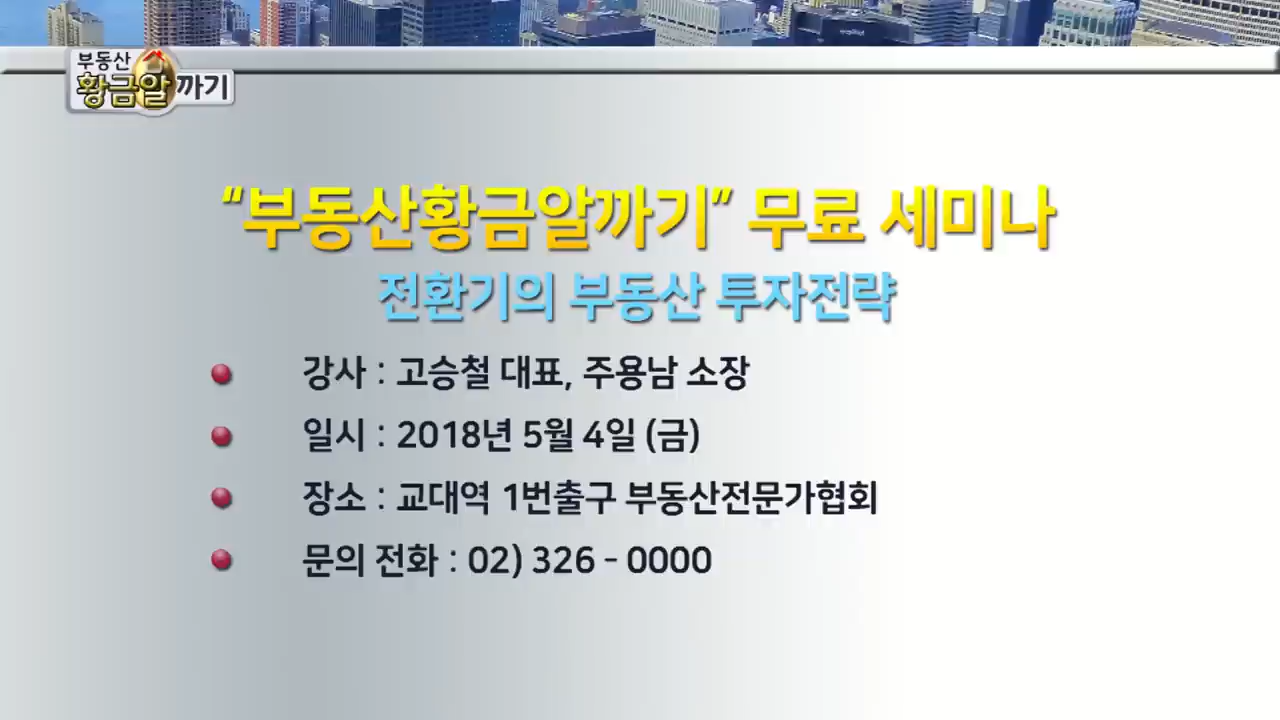 부동산
황금알까기
“부동산황금알까기” 무료 세미나
전환기의 부동산 투자전략
강사 : 고승철 대표, 주용남 소장
일시 : 2018년 5월 4일 (금)
장소 : 교대역 1번출구 부동산전문가협회
문의 전화 : 02) 326 - 0000